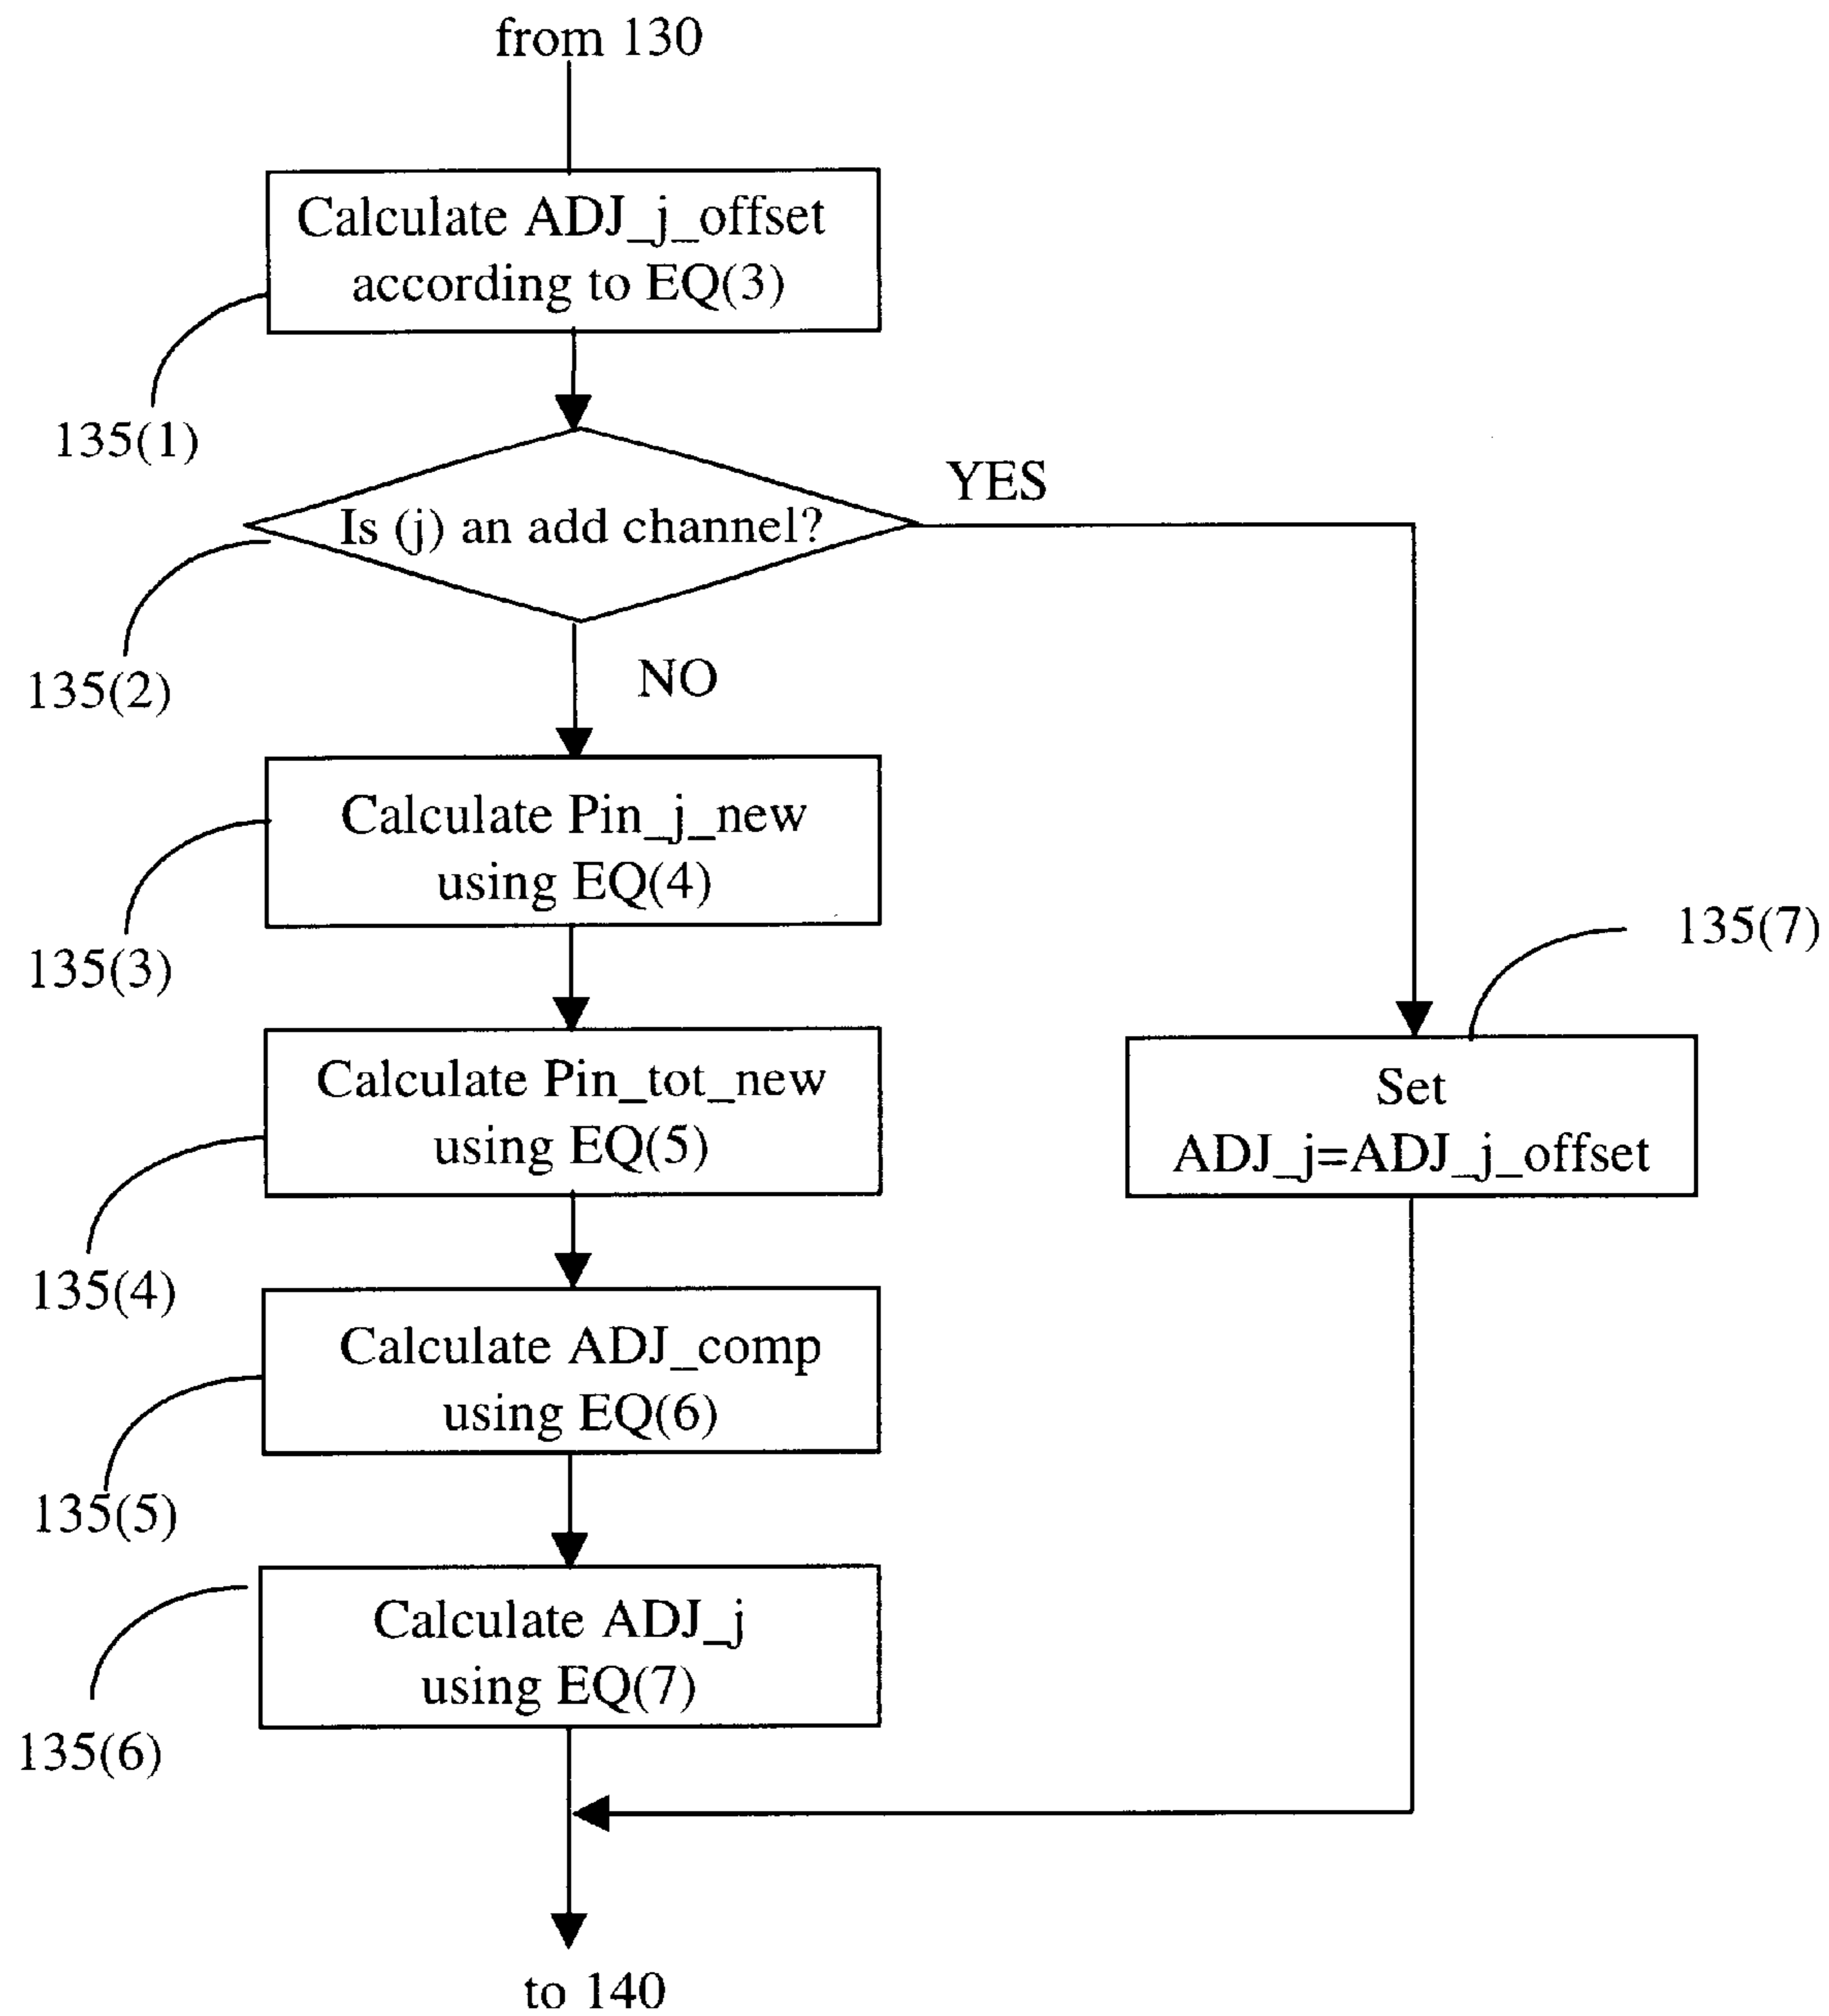 from 130
Calculate ADJ_j_offset
according to EQ(3)
135(1)
YES
Is (j) an add channel?
135(2)
NO
Calculate Pin_j_new
using EQ(4)
135(3)
135(7)
Calculate Pin_tot_new
using EQ(5)
Set
ADJ_j=ADJ_j_offset
135(4)
Calculate ADJ_comp
using EQ(6)
135(5)
Calculate ADJ_j
using EQ(7)
135(6)
to 140